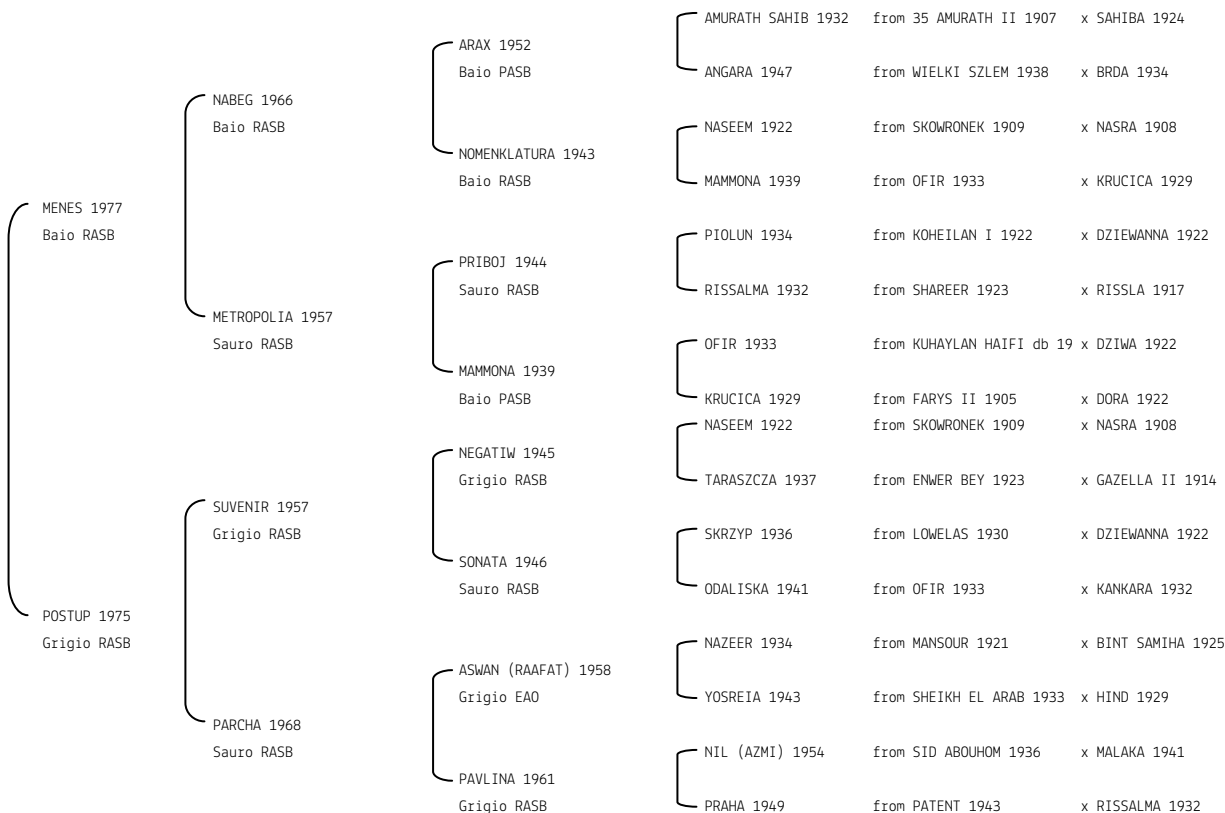 AMURATH SAHIB 1932 from 35 AMURATH II 1907 x SAHIBA 1924
ARAX 1952
Baio PASB
ANGARA 1947 from WIELKI SZLEM 1938 x BRDA 1934
NABEG 1966
Baio RASB
NASEEM 1922 from SKOWRONEK 1909 x NASRA 1908
NOMENKLATURA 1943
Baio RASB
MAMMONA 1939 from OFIR 1933 x KRUCICA 1929
MENES 1977
Baio RASB
PIOLUN 1934 from KOHEILAN I 1922 x DZIEWANNA 1922
PRIBOJ 1944
Sauro RASB
RISSALMA 1932 from SHAREER 1923 x RISSLA 1917
METROPOLIA 1957
Sauro RASB
OFIR 1933 from KUHAYLAN HAIFI db 19 x DZIWA 1922
MAMMONA 1939
Baio PASB
KRUCICA 1929 from FARYS II 1905 x DORA 1922
NASEEM 1922 from SKOWRONEK 1909 x NASRA 1908
NEGATIW 1945
Grigio RASB
TARASZCZA 1937 from ENWER BEY 1923 x GAZELLA II 1914
SUVENIR 1957
Grigio RASB
SKRZYP 1936 from LOWELAS 1930 x DZIEWANNA 1922
SONATA 1946
Sauro RASB
ODALISKA 1941 from OFIR 1933 x KANKARA 1932
POSTUP 1975
Grigio RASB
NAZEER 1934 from MANSOUR 1921 x BINT SAMIHA 1925
ASWAN (RAAFAT) 1958
Grigio EAO
YOSREIA 1943 from SHEIKH EL ARAB 1933 x HIND 1929
PARCHA 1968
Sauro RASB
NIL (AZMI) 1954 from SID ABOUHOM 1936 x MALAKA 1941
PAVLINA 1961
Grigio RASB
PRAHA 1949 from PATENT 1943 x RISSALMA 1932